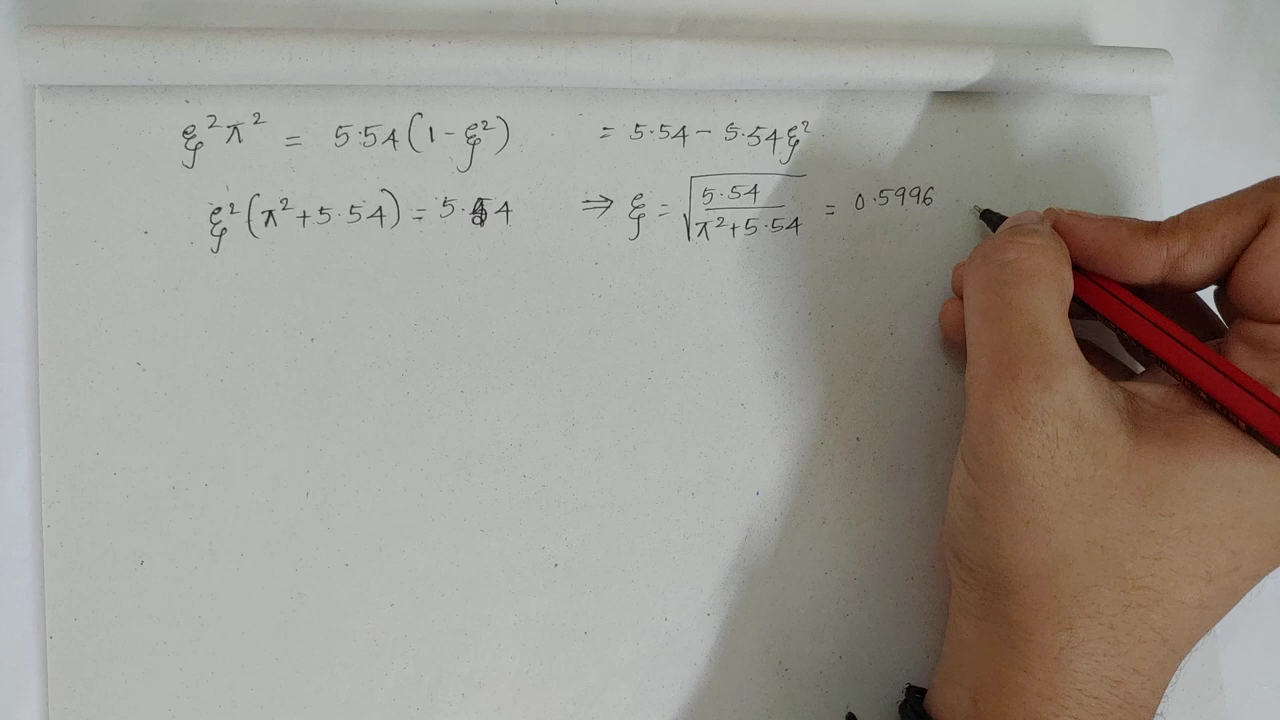 ξ²π² = 5.54(1 - ξ²) = 5.54 - 5.54ξ²
ξ²(π² + 5.54) = 5.54 ⇒ ξ = √(5.54/(π² + 5.54)) = 0.5996